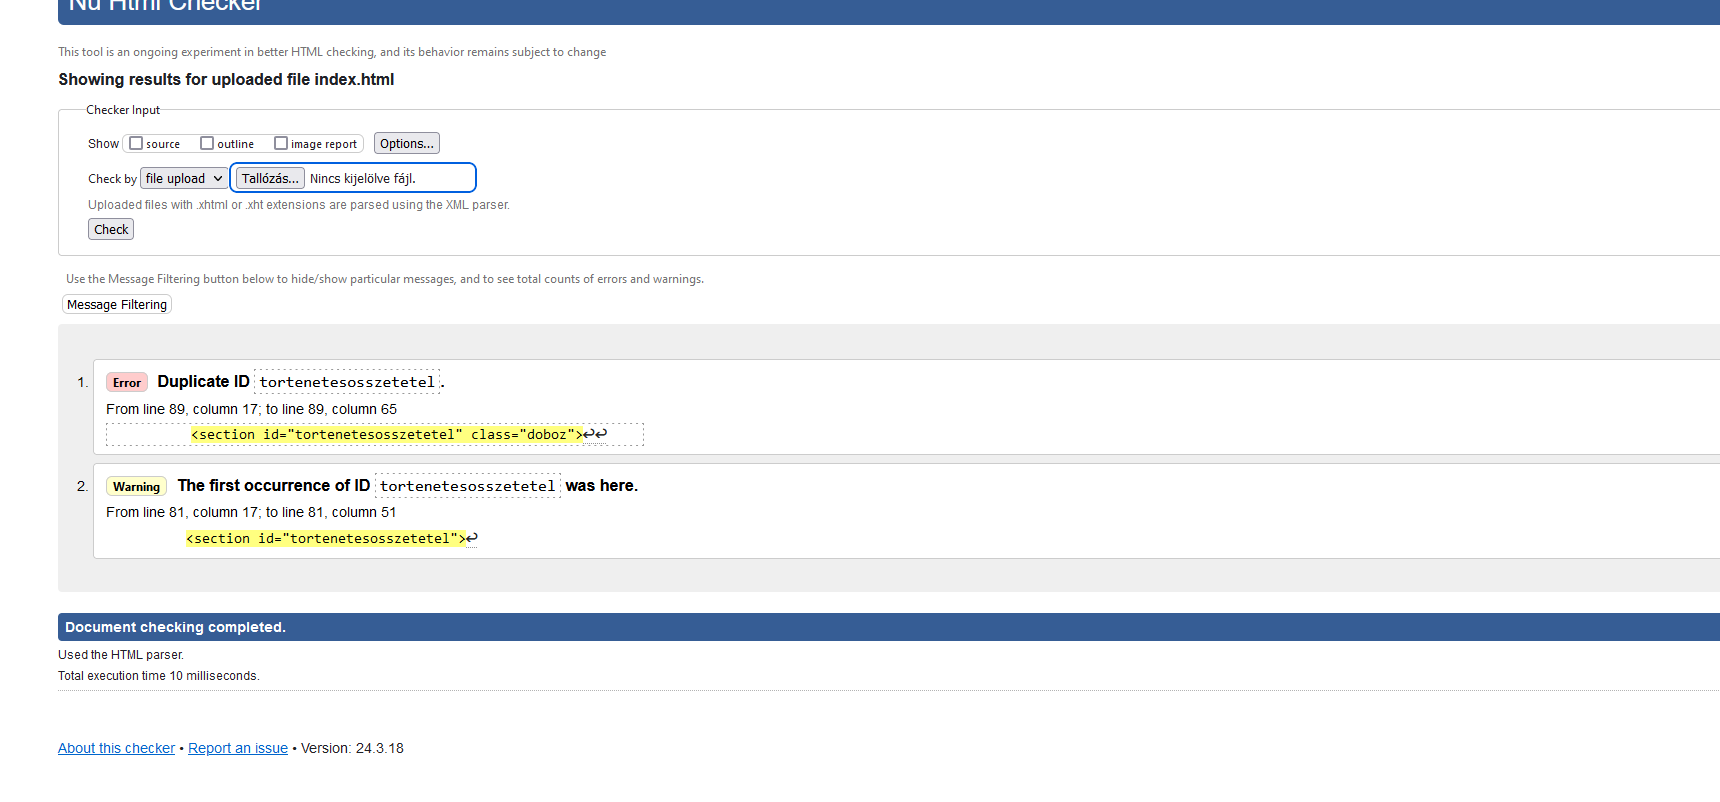 Nu Html Checker
This tool is an ongoing experiment in better HTML checking, and its behavior remains subject to change
Showing results for uploaded file index.html
Checker Input
Show source outline image report Options...
Check by file upload Tallózás... Nincs kijelölve fájl.
Uploaded files with .xhtml or .xht extensions are parsed using the XML parser.
Check
Use the Message Filtering button below to hide/show particular messages, and to see total counts of errors and warnings.
Message Filtering
1. Error Duplicate ID tortenetesosszetetel.
From line 89, column 17; to line 89, column 65
<section id="tortenetesosszetetel" class="doboz">↩↩
2. Warning The first occurrence of ID tortenetesosszetetel was here.
From line 81, column 17; to line 81, column 51
<section id="tortenetesosszetetel">↩
Document checking completed.
Used the HTML parser.
Total execution time 10 milliseconds.
About this checker • Report an issue • Version: 24.3.18